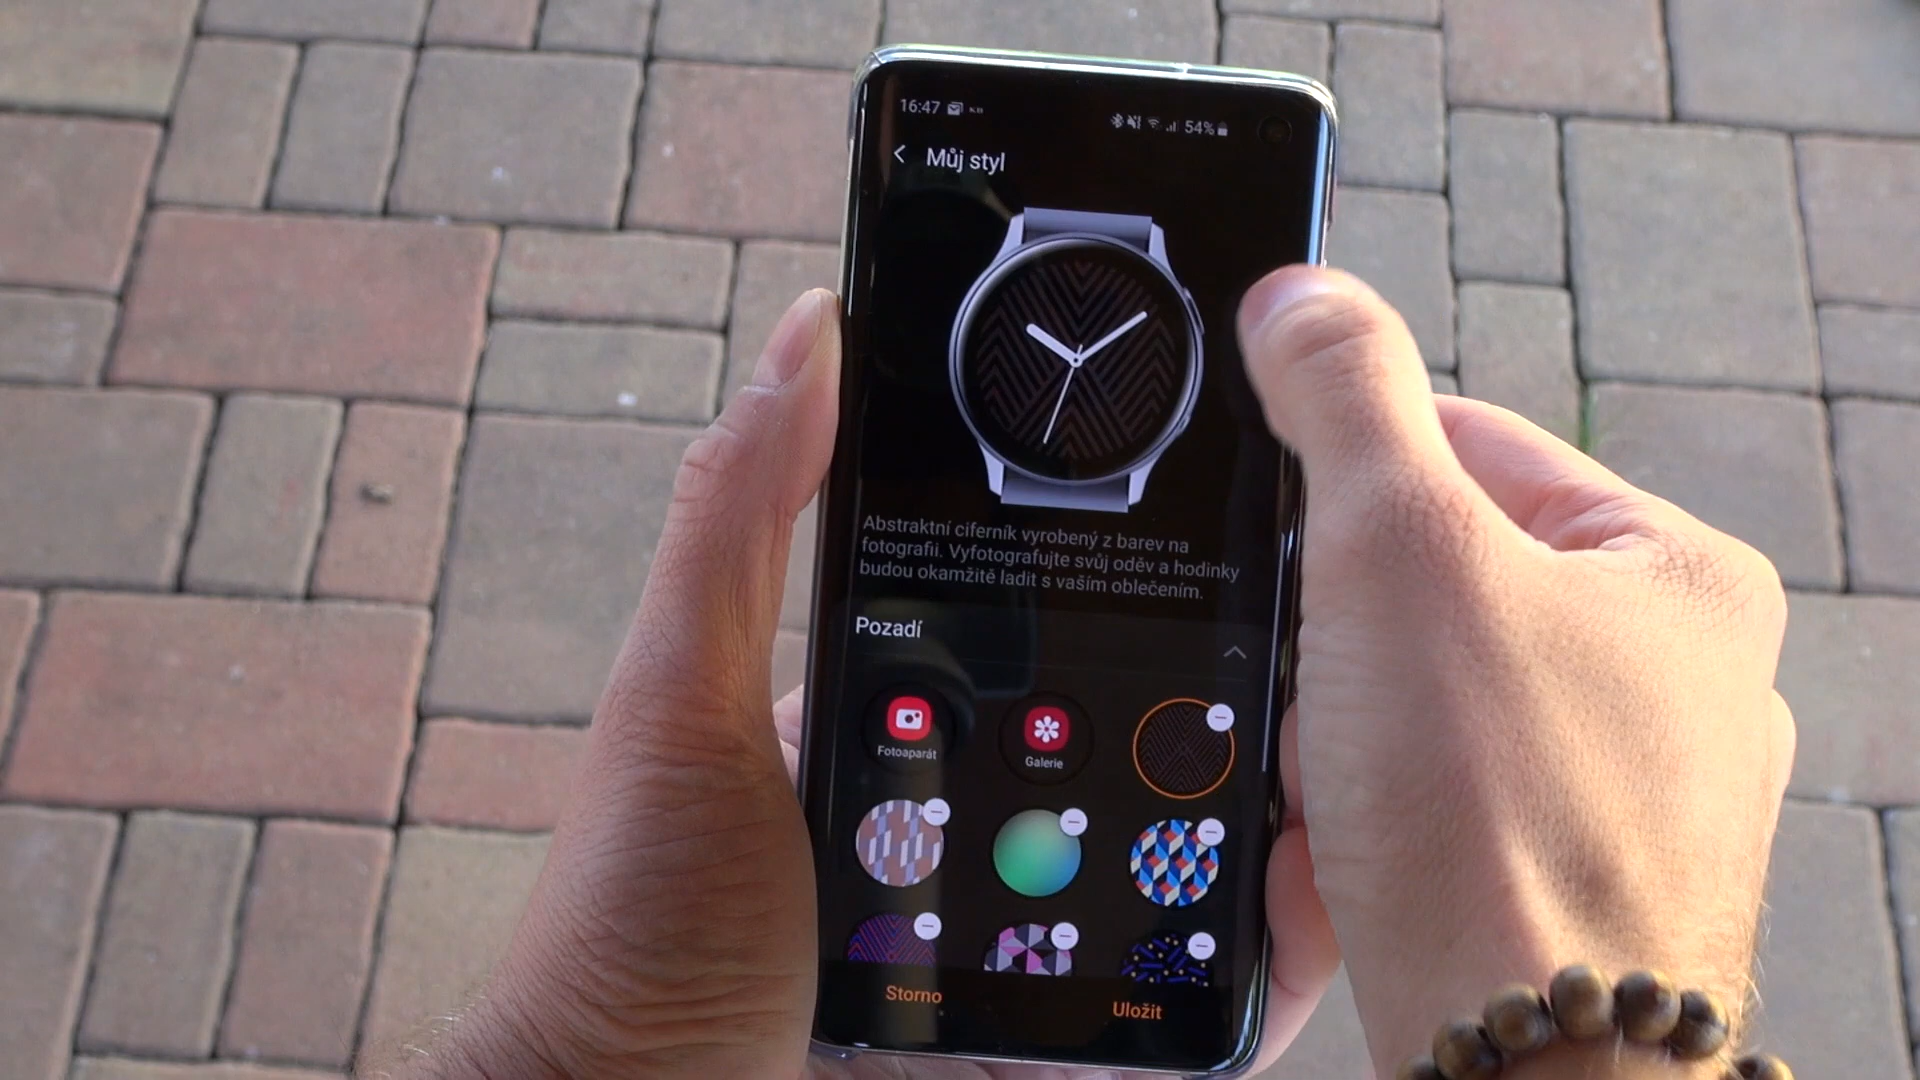 16:47
54%
Můj styl
Abstraktní ciferník vyrobený z barev na
fotografii. Vyfotografujte svůj oděv a hodinky
budou okamžitě ladit s vaším oblečením.
Pozadí
Fotoaparát
Galerie
Storno
Uložit